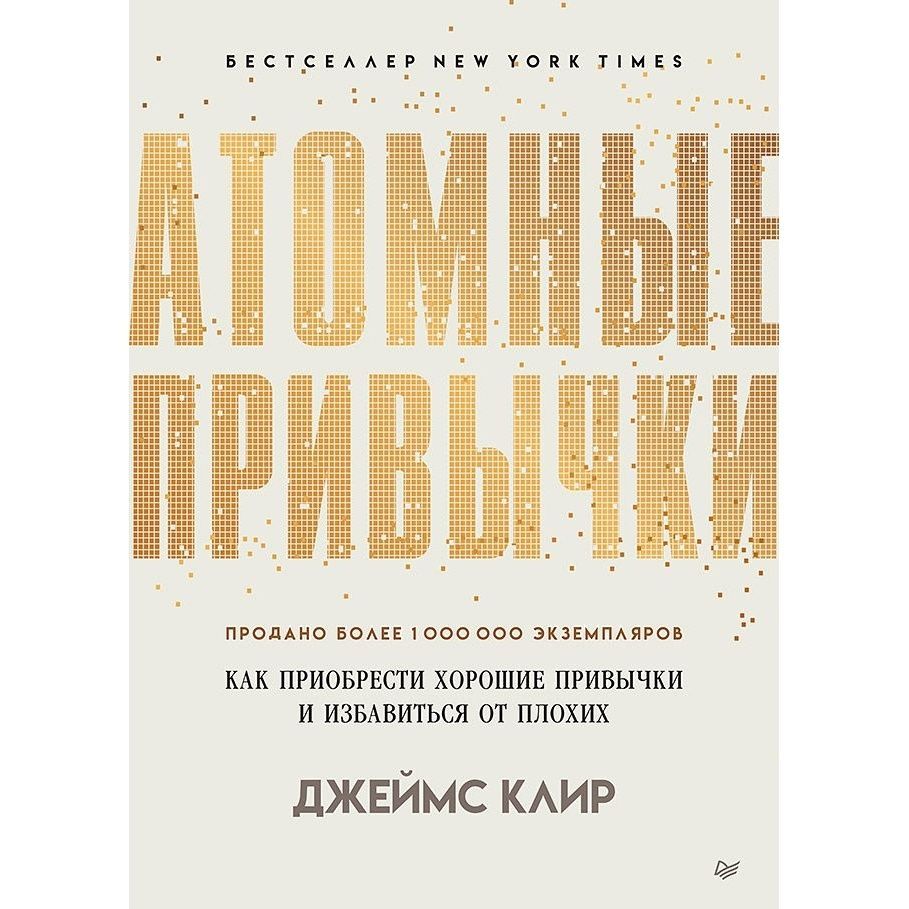 БЕСТСЕЛЛЕР NEW YORK TIMES
АТОМНЫЕ
ПРИВЫЧКИ
ПРОДАНО БОЛЕЕ 1 000 000 ЭКЗЕМПЛЯРОВ
КАК ПРИОБРЕСТИ ХОРОШИЕ ПРИВЫЧКИ
И ИЗБАВИТЬСЯ ОТ ПЛОХИХ
ДЖЕЙМС КЛИР